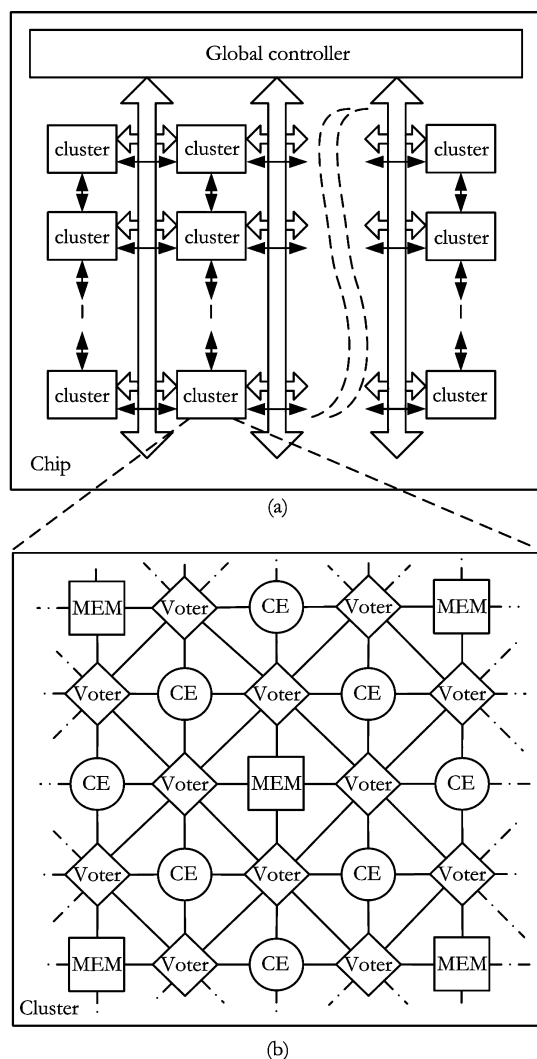 Global controller
cluster cluster cluster
cluster cluster cluster
cluster cluster cluster
Chip
(a)
MEM Voter CE Voter MEM
Voter CE Voter CE Voter
CE Voter MEM Voter CE
Voter CE Voter CE Voter
MEM Voter CE Voter MEM
Cluster
(b)